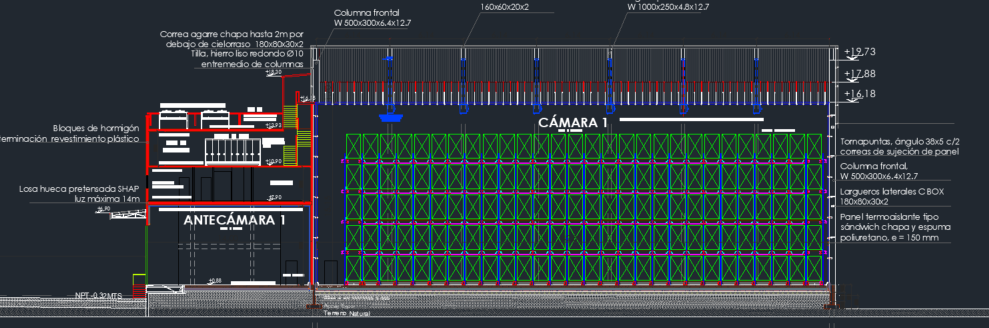 Columna frontal
W 500x300x6,4x12,7
160x60x20x2
W 1000x250x4.8x12,7
Correa agarre chapa hasta 2m por
debajo de cielorraso 180x80x30x2
Tilla, hierro liso redondo Ø10
entremedio de columnas
+19,73
+17,88
+16,18
CÁMARA 1
Bloques de hormigón
terminación revestimiento plástico
Losa hueca pretensada SHAP
luz máxima 14m
ANTECÁMARA 1
Tornapuntas, ángulo 38x5 c/2
correas de sujeción de panel
Columna frontal,
W 500x300x6,4x12,7
Largueros laterales C BOX
180x80x30x2
Panel termoaislante tipo
sándwich chapa y espuma
poliuretano, e = 150 mm
NPT -0,32MTS
Terreno Natural